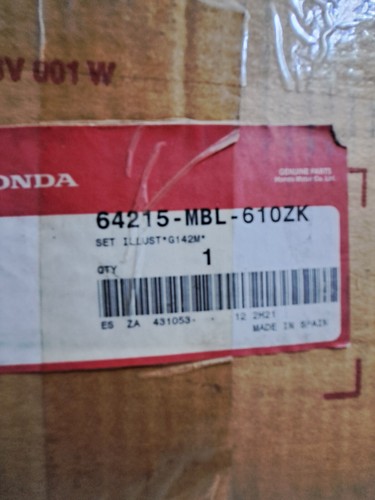 V 001 W
ONDA
GENUINE PARTS
Honda Motor Co.,Ltd.
64215-MBL-610ZK
SET ILLUST*G142M*
QTY
1
ES ZA 431053- - 12 2H21
MADE IN SPAIN